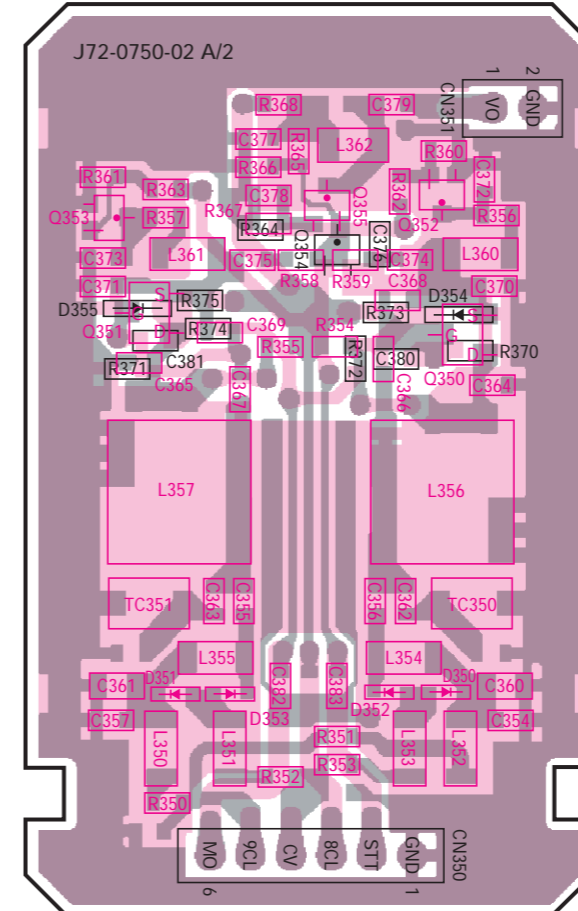 J72-0750-02 A/2
1 2
VO GND
CN351
R368 C379
C377 R365 L362
R366 R360
R361 R363 C378 Q355 R362 C372
Q353 R357 R367 R364 Q352 R356
C373 L361 C375 Q354 C376 C374 L360
R358 R359
C371 S R375 C368 C370
D355 G R373 D354 S
Q351 D R374 C369 R354 G
C381 R355 R372 C380 D R370
R371 C365 C367 C366 Q350 C364
L357 L356
TC351 C363 C355 C356 C362 TC350
L355 L354
C361 D351 D350 C360
C357 D353 C382 C383 D352 C354
L350 L351 R351 L353 L352
R352 R353
R350
MO 9CL CV 8CL STT GND
6 1
CN350